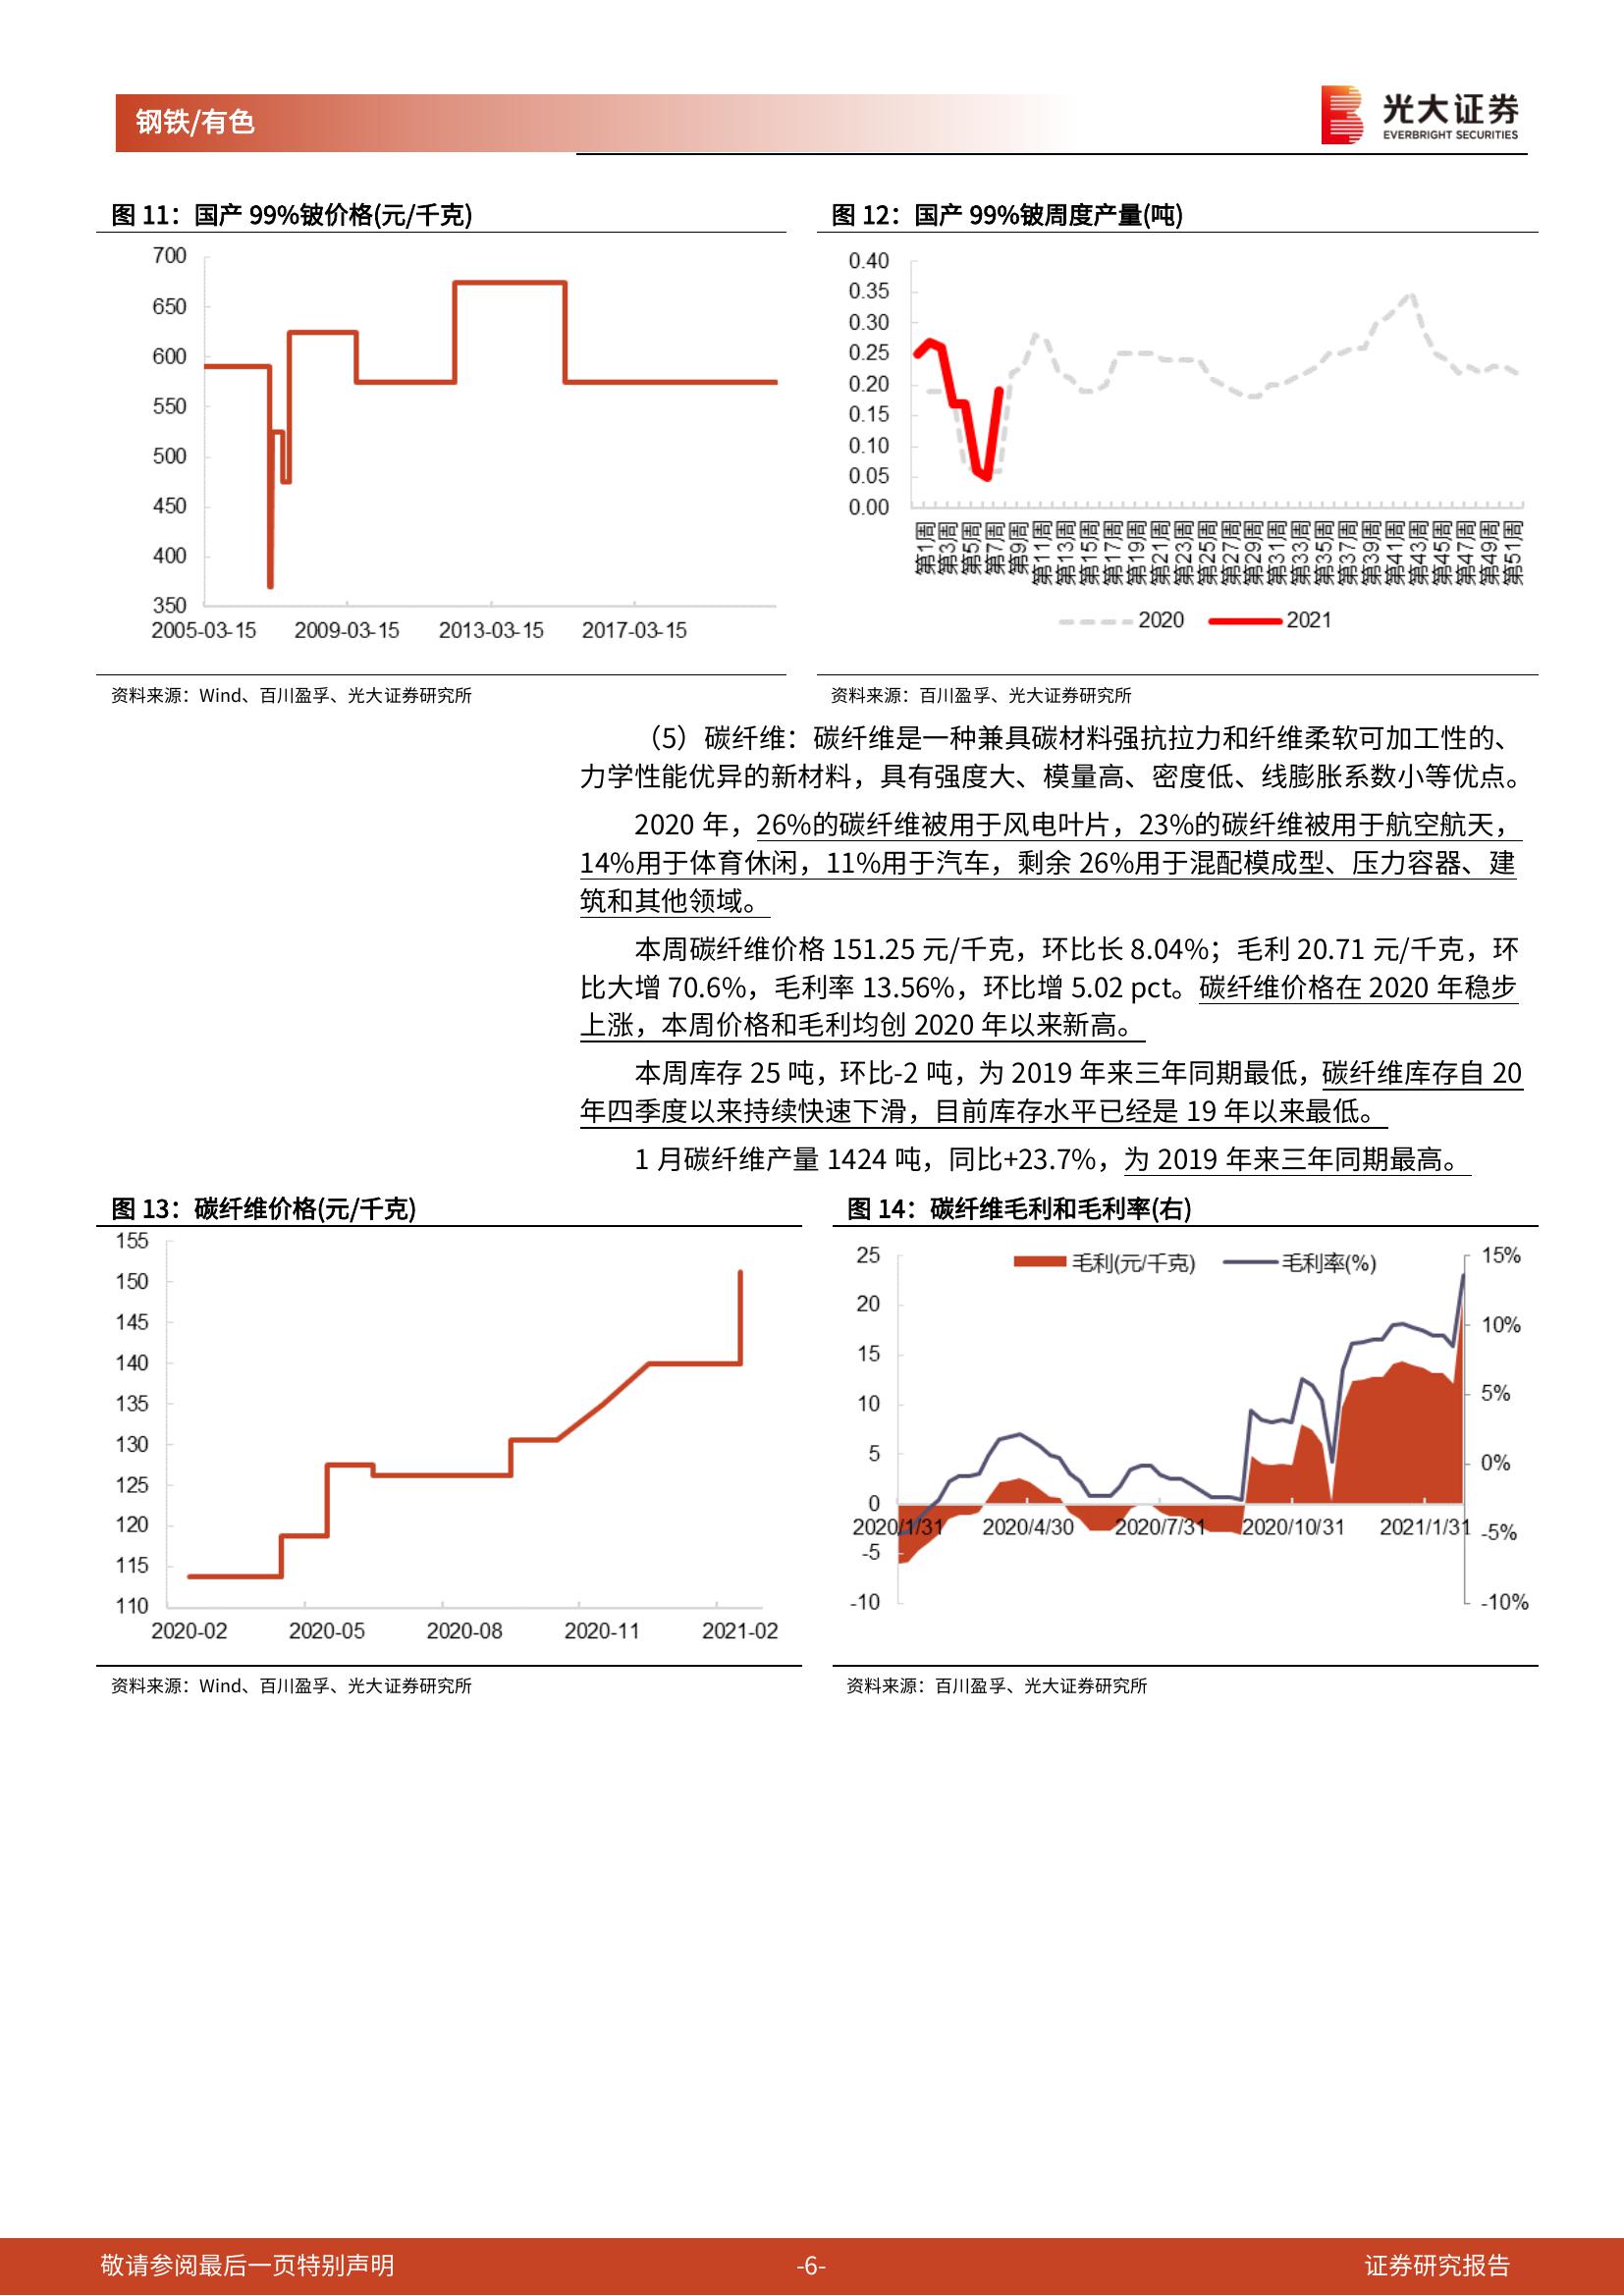 钢铁/有色
光大证券
EVERBRIGHT SECURITIES
图 11：国产 99%铍价格(元/千克)
700
650
600
550
500
450
400
350
2005-03-15 2009-03-15 2013-03-15 2017-03-15
资料来源：Wind、百川盈孚、光大证券研究所
图 12：国产 99%铍周度产量(吨)
0.40
0.35
0.30
0.25
0.20
0.15
0.10
0.05
0.00
第1周 第3周 第5周 第7周 第9周 第11周 第13周 第15周 第17周 第19周 第21周 第23周 第25周 第27周 第29周 第31周 第33周 第35周 第37周 第39周 第41周 第43周 第45周 第47周 第49周 第51周
2020 2021
资料来源：百川盈孚、光大证券研究所
（5）碳纤维：碳纤维是一种兼具碳材料强抗拉力和纤维柔软可加工性的、
力学性能优异的新材料，具有强度大、模量高、密度低、线膨胀系数小等优点。
2020 年，26%的碳纤维被用于风电叶片，23%的碳纤维被用于航空航天，
14%用于体育休闲，11%用于汽车，剩余 26%用于混配模成型、压力容器、建
筑和其他领域。
本周碳纤维价格 151.25 元/千克，环比长 8.04%；毛利 20.71 元/千克，环
比大增 70.6%，毛利率 13.56%，环比增 5.02 pct。碳纤维价格在 2020 年稳步
上涨，本周价格和毛利均创 2020 年以来新高。
本周库存 25 吨，环比-2 吨，为 2019 年来三年同期最低，碳纤维库存自 20
年四季度以来持续快速下滑，目前库存水平已经是 19 年以来最低。
1 月碳纤维产量 1424 吨，同比+23.7%，为 2019 年来三年同期最高。
图 13：碳纤维价格(元/千克)
155
150
145
140
135
130
125
120
115
110
2020-02 2020-05 2020-08 2020-11 2021-02
资料来源：Wind、百川盈孚、光大证券研究所
图 14：碳纤维毛利和毛利率(右)
毛利(元/千克) 毛利率(%)
25
20
15
10
5
0
-5
-10
15%
10%
5%
0%
-5%
-10%
2020/1/31 2020/4/30 2020/7/31 2020/10/31 2021/1/31
资料来源：百川盈孚、光大证券研究所
敬请参阅最后一页特别声明 -6- 证券研究报告